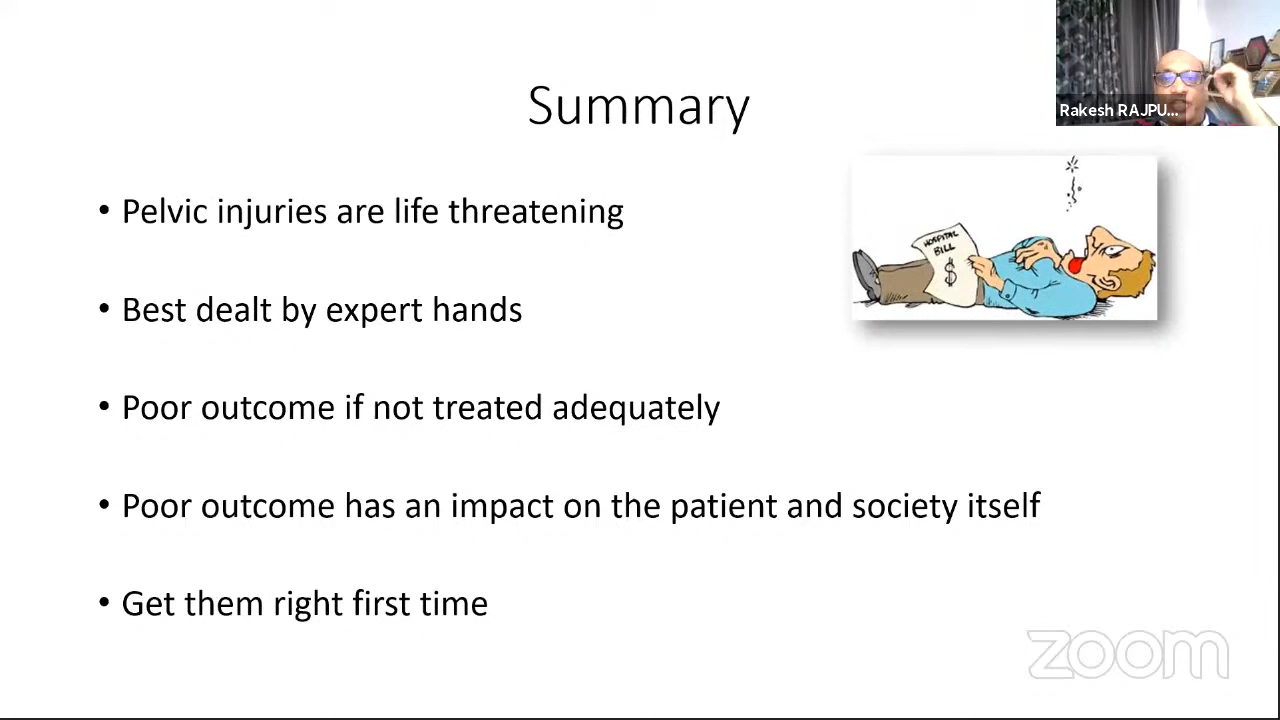 Rakesh RAJPU...
Summary
HOSPITAL
BILL
$
• Pelvic injuries are life threatening
• Best dealt by expert hands
• Poor outcome if not treated adequately
• Poor outcome has an impact on the patient and society itself
• Get them right first time
zoom